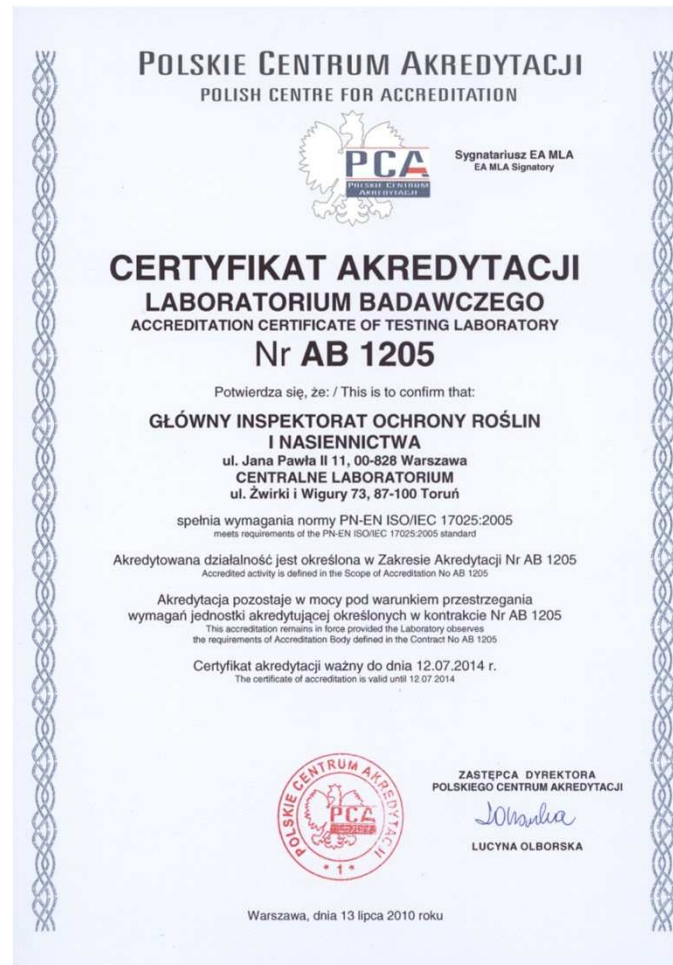 POLSKIE CENTRUM AKREDYTACJI
POLISH CENTRE FOR ACCREDITATION
PCA
POLSKIE CENTRUM
AKREDYTACJI
Sygnatariusz EA MLA
EA MLA Signatory
CERTYFIKAT AKREDYTACJI
LABORATORIUM BADAWCZEGO
ACCREDITATION CERTIFICATE OF TESTING LABORATORY
Nr AB 1205
Potwierdza się, że: / This is to confirm that:
GŁÓWNY INSPEKTORAT OCHRONY ROŚLIN
I NASIENNICTWA
ul. Jana Pawła II 11, 00-828 Warszawa
CENTRALNE LABORATORIUM
ul. Żwirki i Wigury 73, 87-100 Toruń
spełnia wymagania normy PN-EN ISO/IEC 17025:2005
meets requirements of the PN-EN ISO/IEC 17025:2005 standard
Akredytowana działalność jest określona w Zakresie Akredytacji Nr AB 1205
Accredited activity is defined in the Scope of Accreditation No AB 1205
Akredytacja pozostaje w mocy pod warunkiem przestrzegania
wymagań jednostki akredytującej określonych w kontrakcie Nr AB 1205
This accreditation remains in force provided the Laboratory observes
the requirements of Accreditation Body defined in the Contract No AB 1205
Certyfikat akredytacji ważny do dnia 12.07.2014 r.
The certificate of accreditation is valid until 12 07 2014
POLSKIE CENTRUM AKREDYTACJI
PCA
* 1 *
ZASTĘPCA DYREKTORA
POLSKIEGO CENTRUM AKREDYTACJI
LUCYNA OLBORSKA
Warszawa, dnia 13 lipca 2010 roku